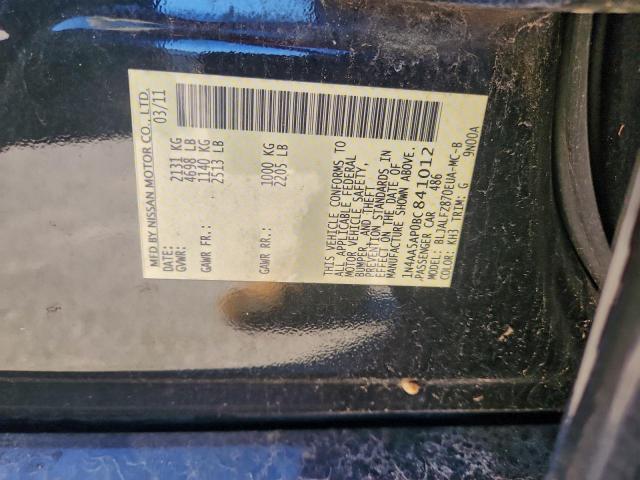 MFD BY NISSAN MOTOR CO., LTD.
DATE: 03/11
GVWR: 2131 KG
4698 LB
GAWR FR.: 1140 KG
2513 LB
GAWR RR.: 1000 KG
2205 LB
THIS VEHICLE CONFORMS TO
ALL APPLICABLE FEDERAL
MOTOR VEHICLE SAFETY,
BUMPER, AND THEFT
PREVENTION STANDARDS IN
EFFECT ON THE DATE OF
MANUFACTURE SHOWN ABOVE.
1N4AA5AP0BC841012
PASSENGER CAR 486
MODEL: BLJALF2870EUA-MC-B
COLOR: KH3 TRIM: G 9N00A